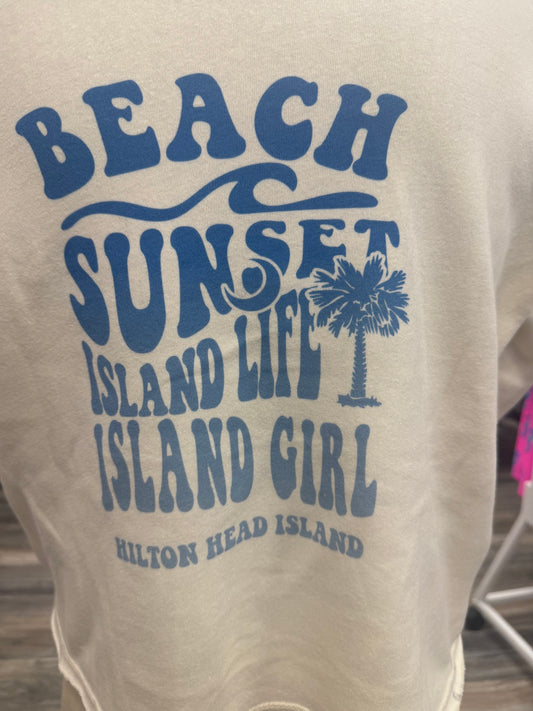 BEACH
SUNSET
ISLAND LIFE
ISLAND GIRL
HILTON HEAD ISLAND